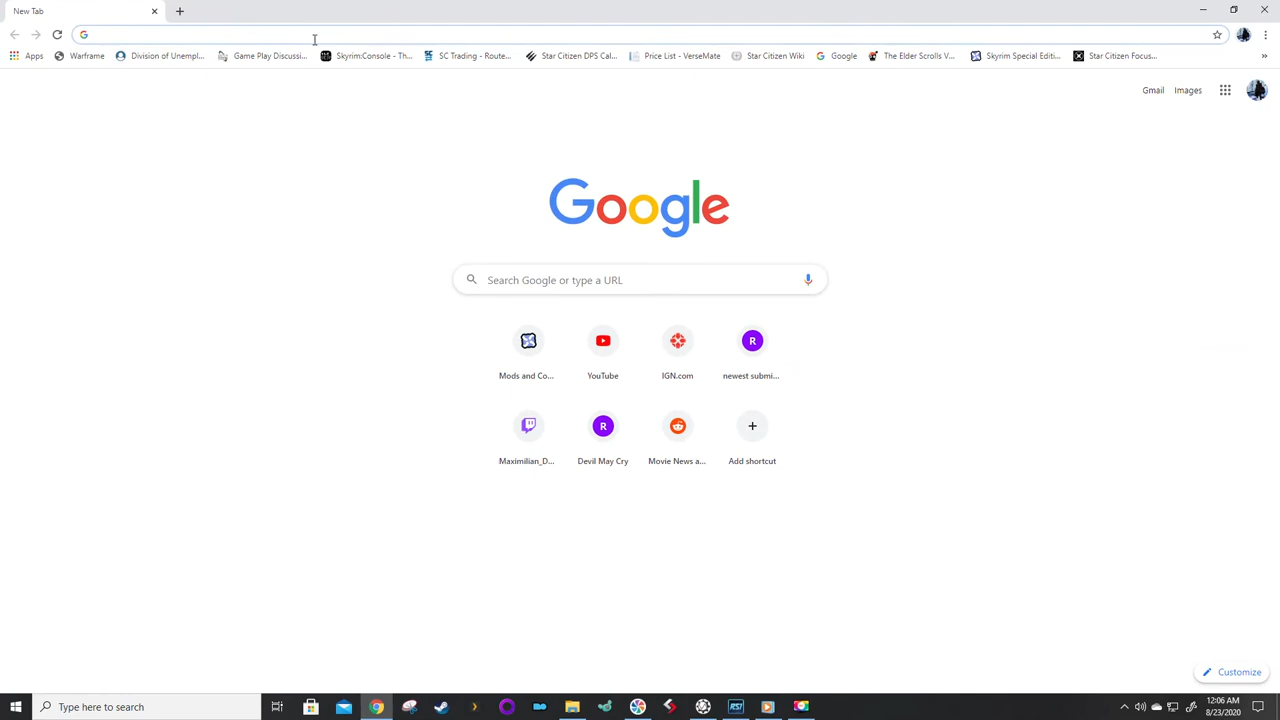 New Tab
Apps Warframe Division of Unempl... Game Play Discussi... Skyrim:Console - Th... SC Trading - Route... Star Citizen DPS Cal... Price List - VerseMate Star Citizen Wiki Google The Elder Scrolls V... Skyrim Special Editi... Star Citizen Focus... »
Gmail Images
Google
Search Google or type a URL
R
Mods and Co... YouTube IGN.com newest submi...
R
Maximilian_D... Devil May Cry Movie News a... Add shortcut
Customize
Type here to search
RSI
12:06 AM
8/23/2020